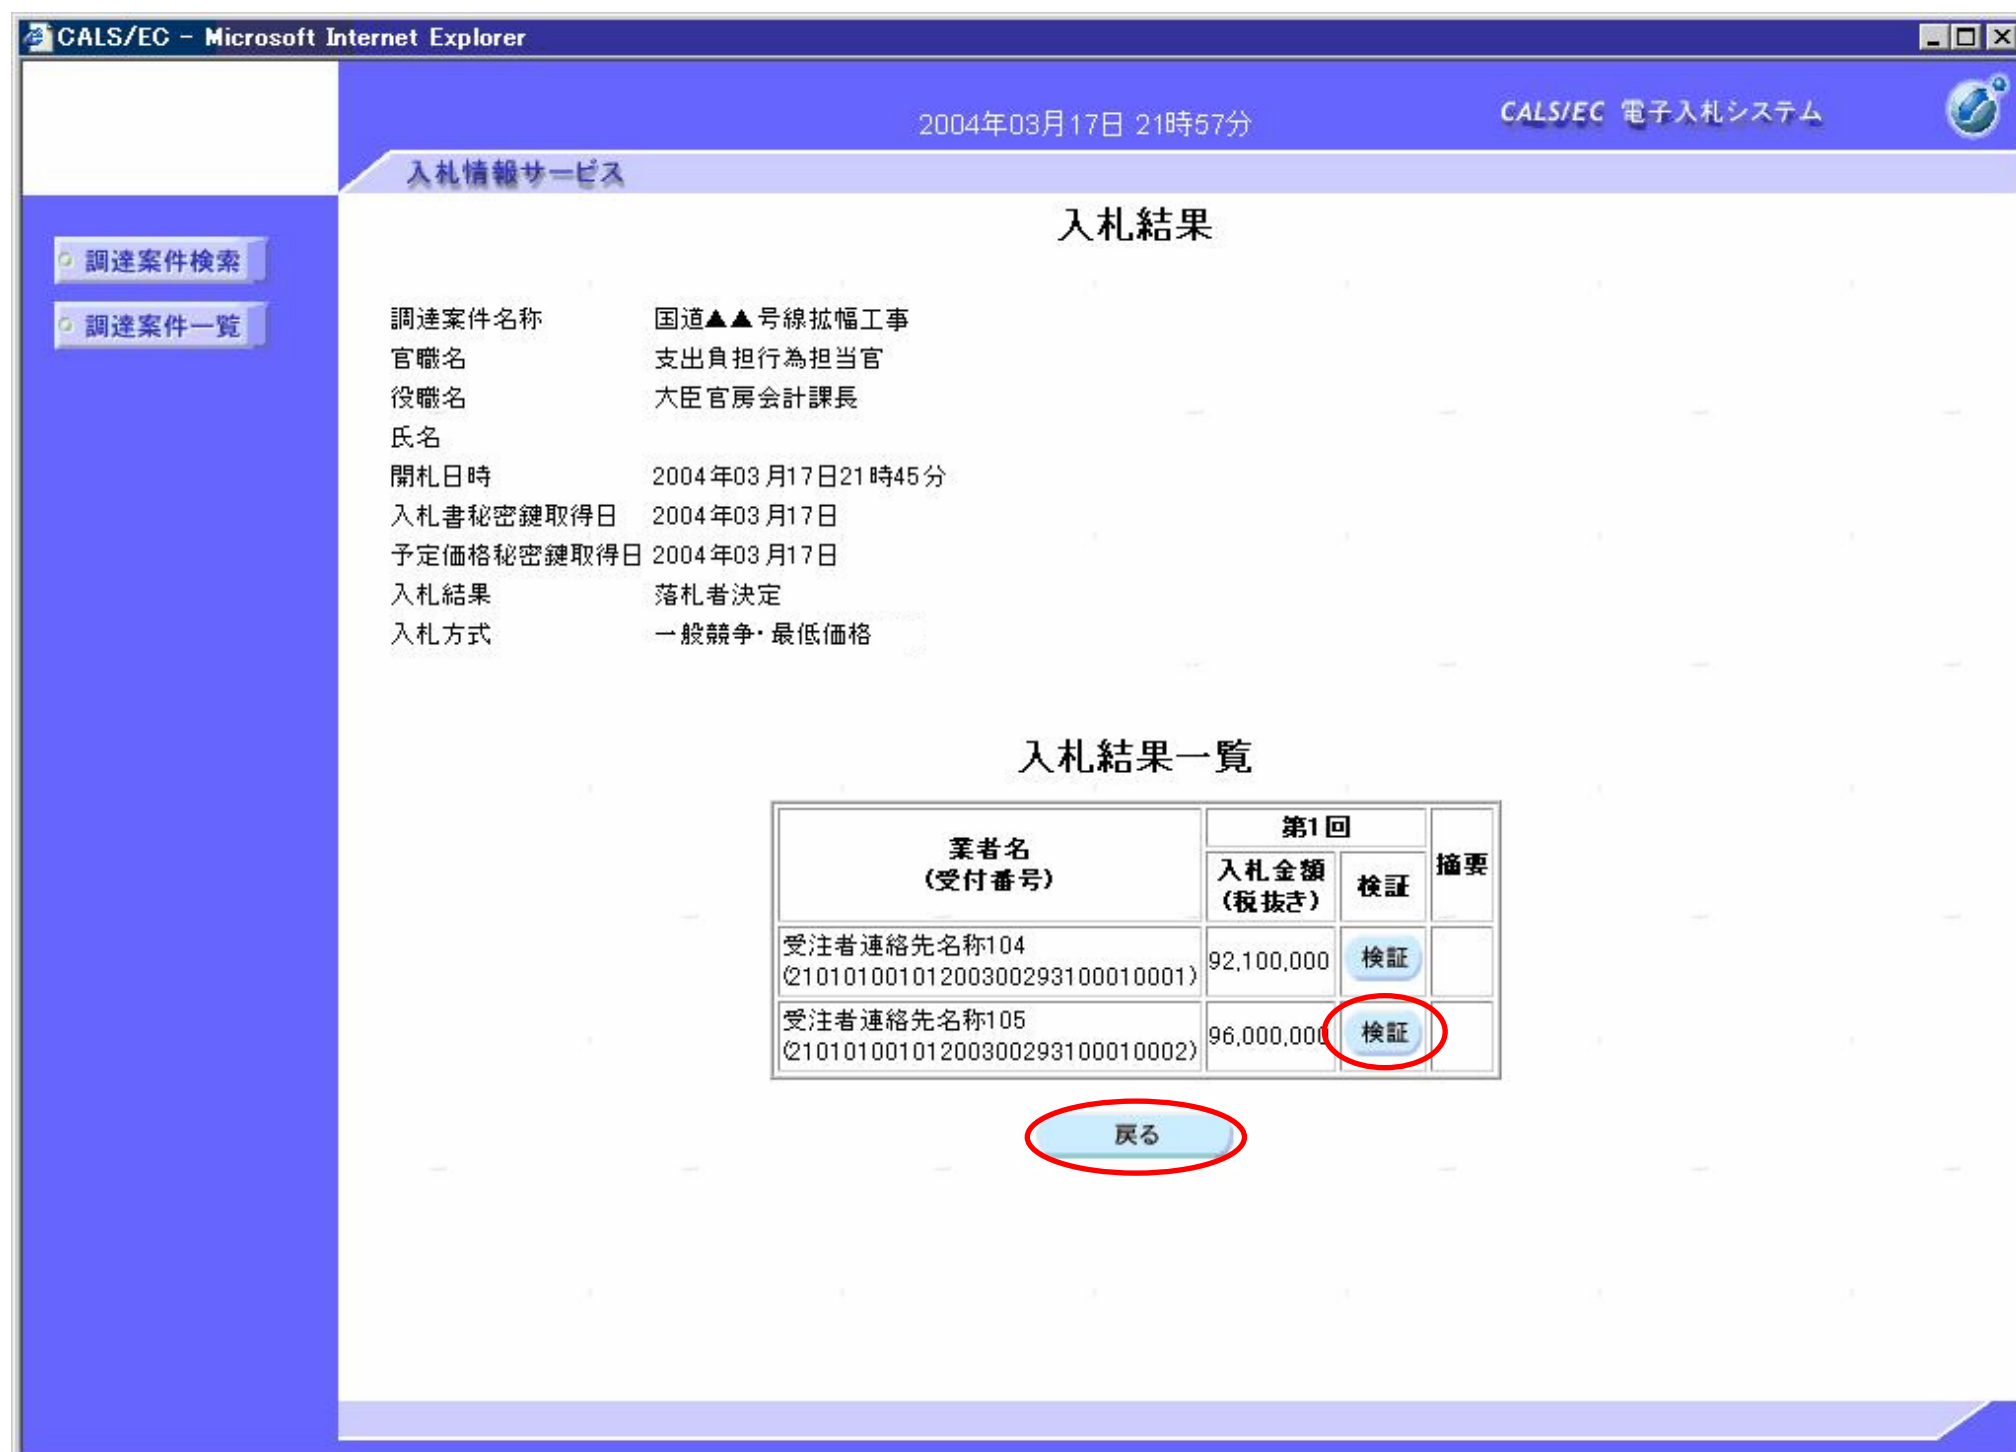 CALS/EC - Microsoft Internet Explorer
2004年03月17日 21時57分
CALS/EC 電子入札システム
入札情報サービス
調達案件検索
調達案件一覧
入札結果
調達案件名称 国道▲▲号線拡幅工事
官職名 支出負担行為担当官
役職名 大臣官房会計課長
氏名
開札日時 2004年03月17日21時45分
入札書秘密鍵取得日 2004年03月17日
予定価格秘密鍵取得日 2004年03月17日
入札結果 落札者決定
入札方式 一般競争・最低価格
入札結果一覧
業者名
(受付番号)
第1回
入札金額
(税抜き)
検証
摘要
受注者連絡先名称104
(21010100101200300293100010001) 92,100,000 検証
受注者連絡先名称105
(21010100101200300293100010002) 96,000,000 検証
戻る